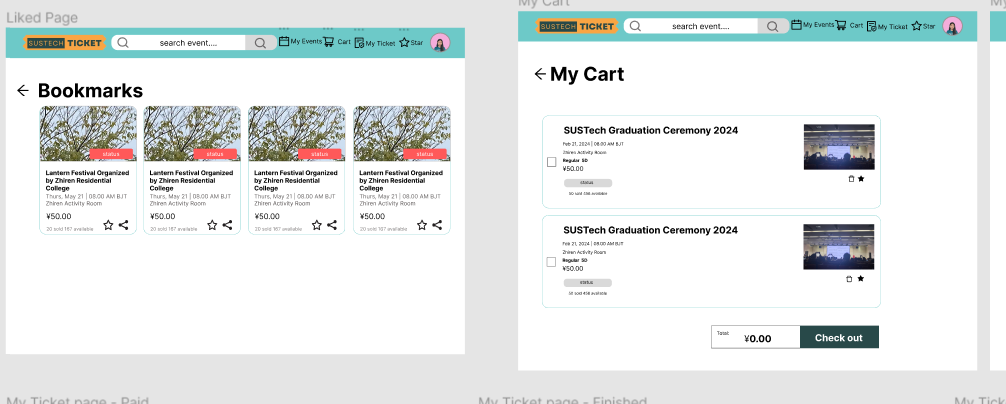 Liked Page
SUSTECH TICKET
search event....
My Events
Cart
My Ticket
Star
Bookmarks
status
Lantern Festival Organized
by Zhiren Residential
College
Thurs, May 21 | 08.00 AM BJT
Zhiren Activity Room
¥50.00
20 sold 167 available
status
Lantern Festival Organized
by Zhiren Residential
College
Thurs, May 21 | 08.00 AM BJT
Zhiren Activity Room
¥50.00
20 sold 167 available
status
Lantern Festival Organized
by Zhiren Residential
College
Thurs, May 21 | 08.00 AM BJT
Zhiren Activity Room
¥50.00
20 sold 167 available
status
Lantern Festival Organized
by Zhiren Residential
College
Thurs, May 21 | 08.00 AM BJT
Zhiren Activity Room
¥50.00
20 sold 167 available
My Cart
SUSTECH TICKET
search event....
My Events
Cart
My Ticket
Star
My Cart
SUSTech Graduation Ceremony 2024
Feb 21, 2024 | 08.00 AM BJT
Zhiren Activity Room
Regular SD
¥50.00
status
50 sold 458 available
SUSTech Graduation Ceremony 2024
Feb 21, 2024 | 08.00 AM BJT
Zhiren Activity Room
Regular SD
¥50.00
status
50 sold 458 available
Total:
¥0.00
Check out
My Ticket page - Paid
My Ticket page - Finished
My Tick